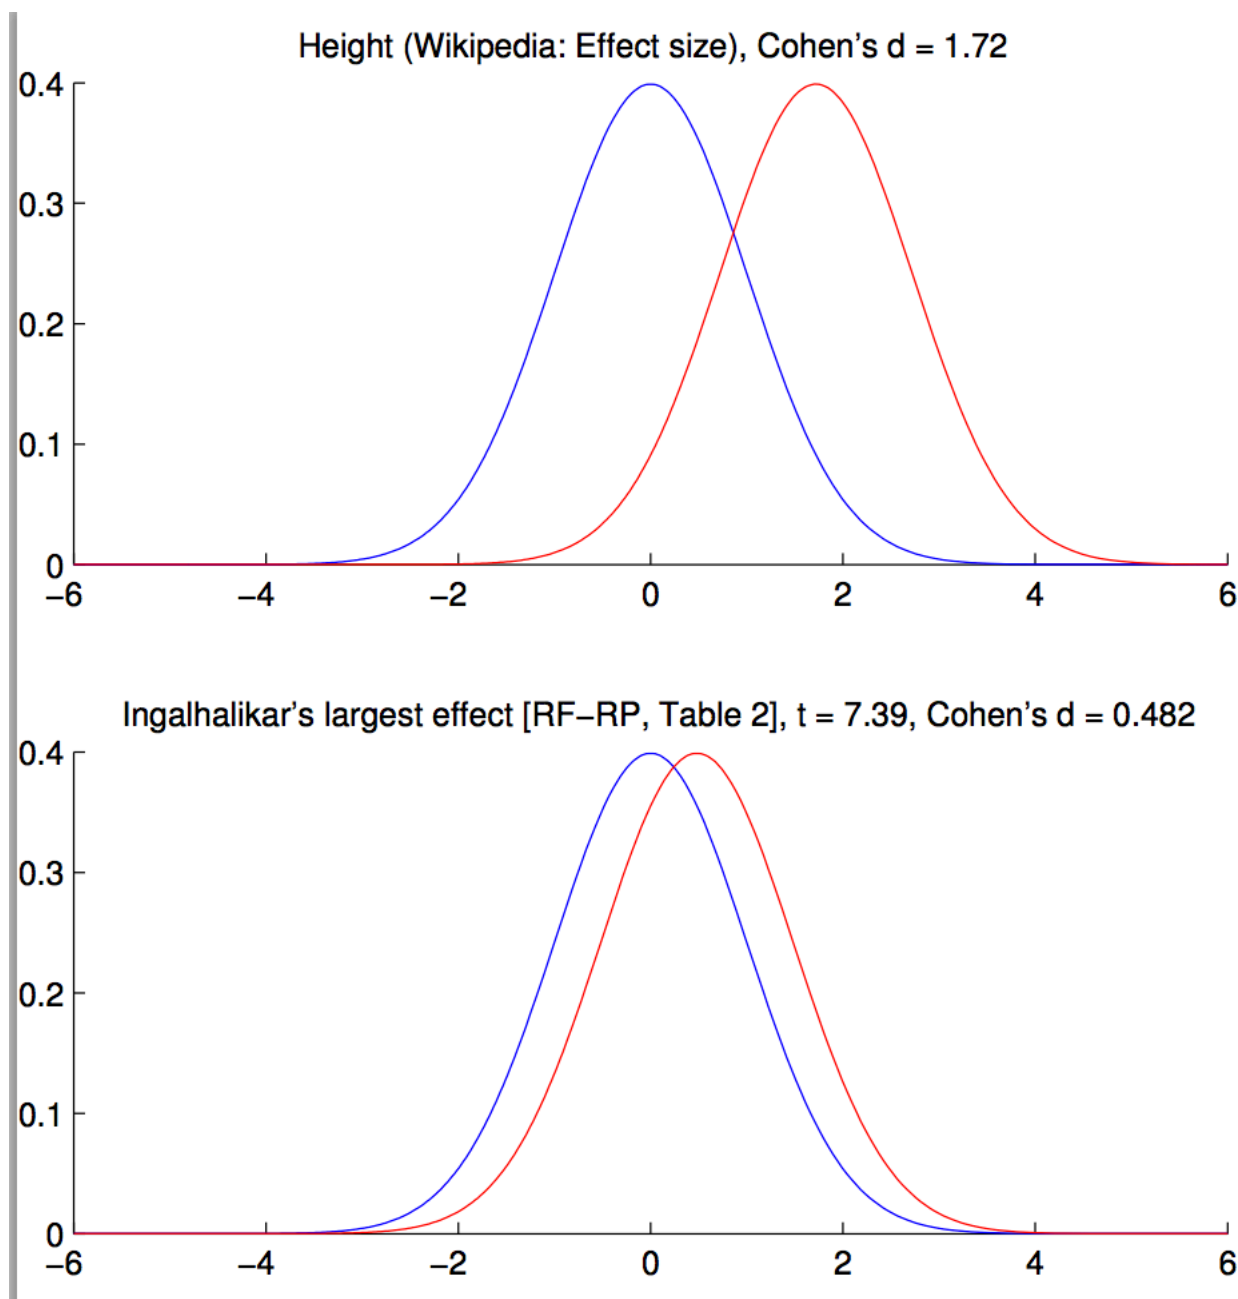 Height (Wikipedia: Effect size), Cohen's d = 1.72
0.4
0.3
0.2
0.1
0
−6 −4 −2 0 2 4 6
Ingalhalikar's largest effect [RF−RP, Table 2], t = 7.39, Cohen's d = 0.482
0.4
0.3
0.2
0.1
0
−6 −4 −2 0 2 4 6